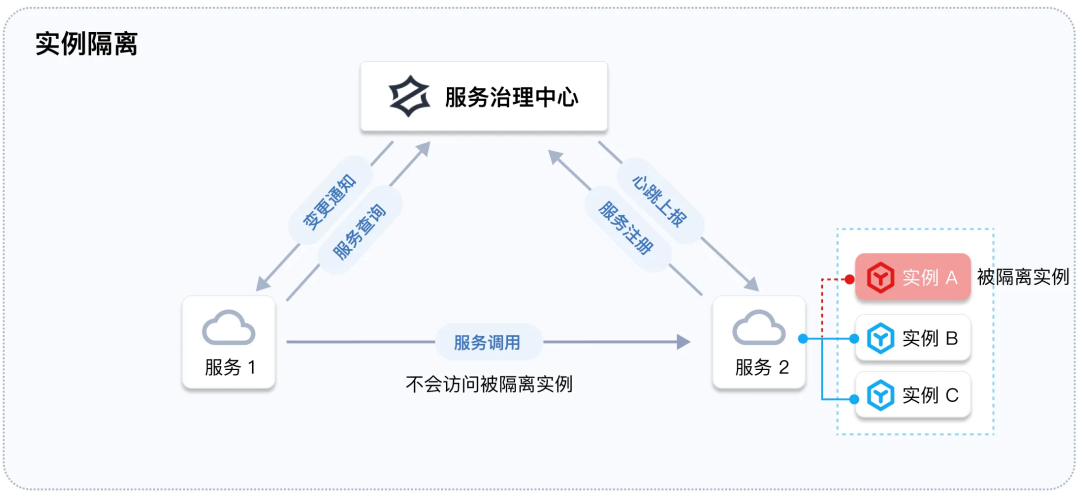 实例隔离
服务治理中心
变更通知
服务查询
心跳上报
服务注册
实例 A
被隔离实例
服务 1
服务调用
不会访问被隔离实例
服务 2
实例 B
实例 C